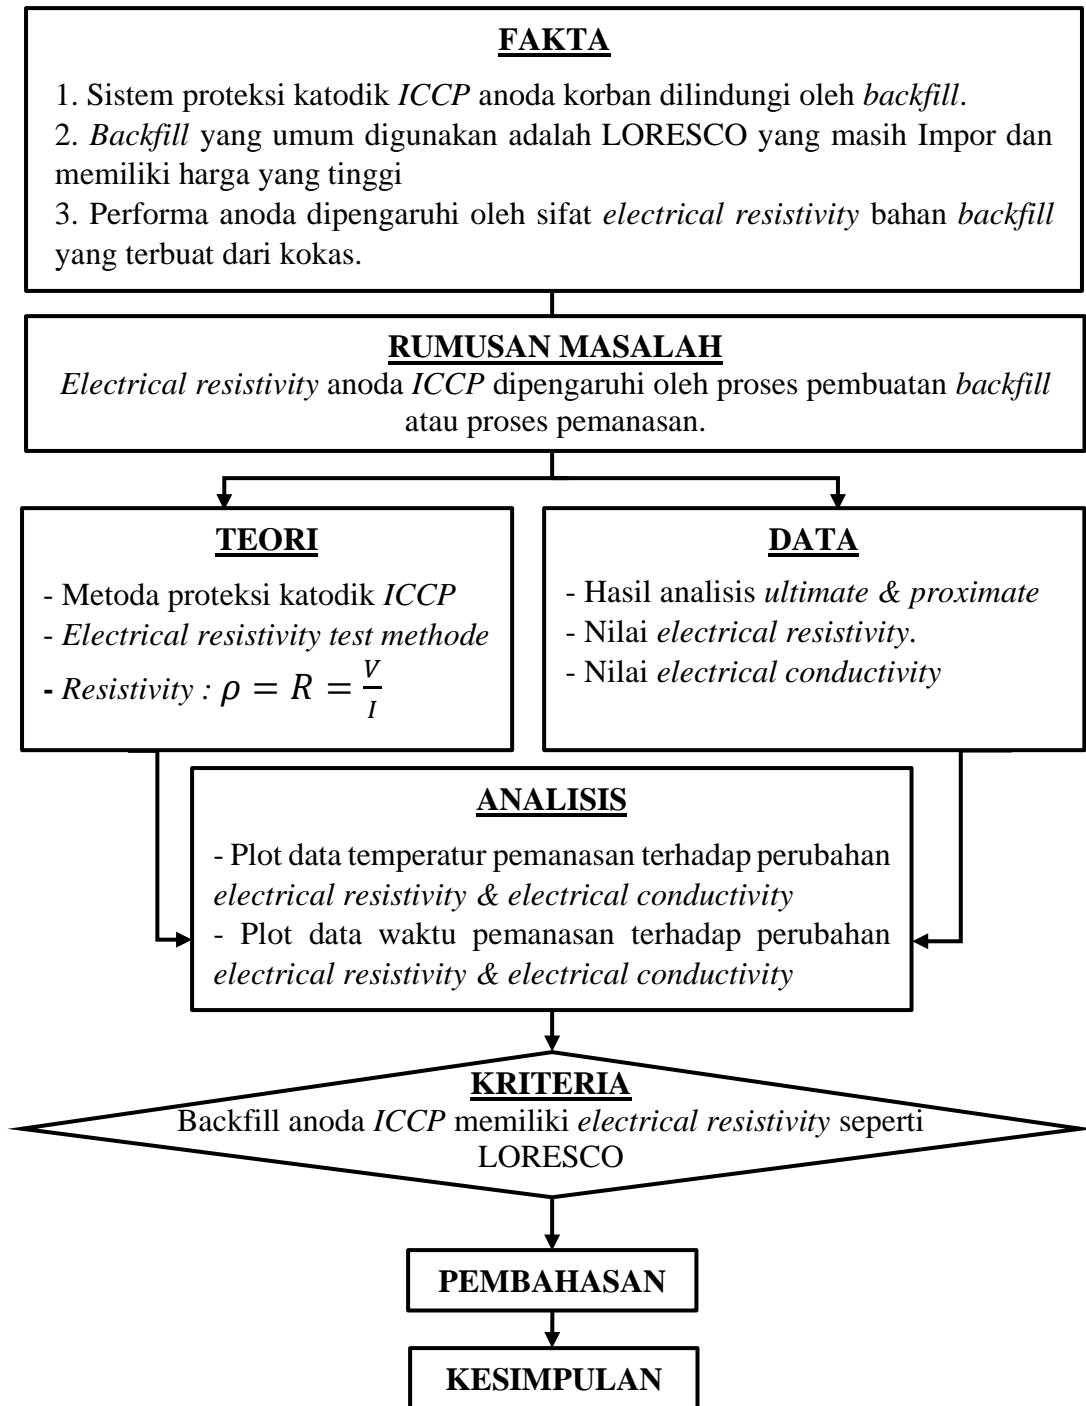 FAKTA
1. Sistem proteksi katodik ICCP anoda korban dilindungi oleh backfill.
2. Backfill yang umum digunakan adalah LORESCO yang masih Impor dan
memiliki harga yang tinggi
3. Performa anoda dipengaruhi oleh sifat electrical resistivity bahan backfill
yang terbuat dari kokas.
RUMUSAN MASALAH
Electrical resistivity anoda ICCP dipengaruhi oleh proses pembuatan backfill
atau proses pemanasan.
TEORI
- Metoda proteksi katodik ICCP
- Electrical resistivity test methode
- Resistivity : ρ = R = V/I
DATA
- Hasil analisis ultimate & proximate
- Nilai electrical resistivity.
- Nilai electrical conductivity
ANALISIS
- Plot data temperatur pemanasan terhadap perubahan
electrical resistivity & electrical conductivity
- Plot data waktu pemanasan terhadap perubahan
electrical resistivity & electrical conductivity
KRITERIA
Backfill anoda ICCP memiliki electrical resistivity seperti
LORESCO
PEMBAHASAN
KESIMPULAN